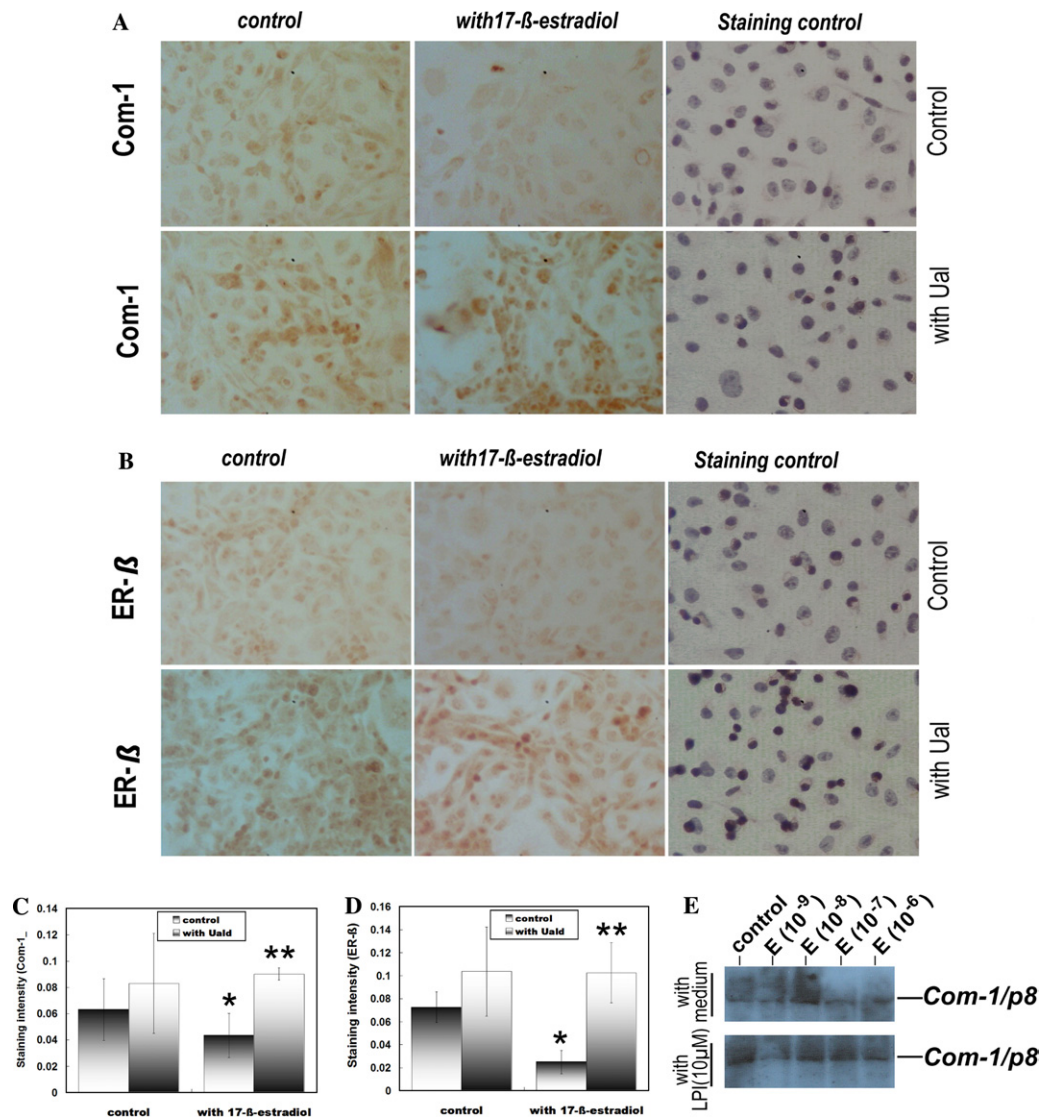 A
control
with17-ß-estradiol
Staining control
Com-1
Control
Com-1
with Ual
B
control
with17-ß-estradiol
Staining control
ER-ß
Control
ER-ß
with Ual
C
Staining Intensity (Com-1_
0.14
0.12
0.1
0.08
0.06
0.04
0.02
0
control
with Uald
*
**
control
with 17-ß-estradiol
D
Staining intensity (ER-ß)
0.16
0.14
0.12
0.1
0.08
0.06
0.04
0.02
0
control
with Uald
*
**
control
with 17-ß-estradiol
E
control
E (10-9)
E (10-8)
E (10-7)
E (10-6)
with medium
Com-1/p8
with LPI(10µM)
Com-1/p8